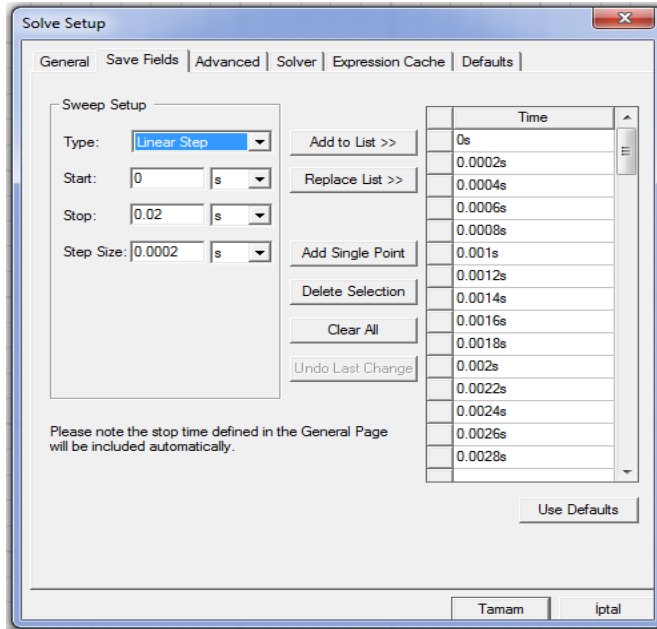 Solve Setup
General Save Fields Advanced Solver Expression Cache Defaults
Sweep Setup
Type: Linear Step
Start: 0 s
Stop: 0.02 s
Step Size: 0.0002 s
Add to List >>
Replace List >>
Add Single Point
Delete Selection
Clear All
Undo Last Change
Time
0s
0.0002s
0.0004s
0.0006s
0.0008s
0.001s
0.0012s
0.0014s
0.0016s
0.0018s
0.002s
0.0022s
0.0024s
0.0026s
0.0028s
Please note the stop time defined in the General Page
will be included automatically.
Use Defaults
Tamam İptal